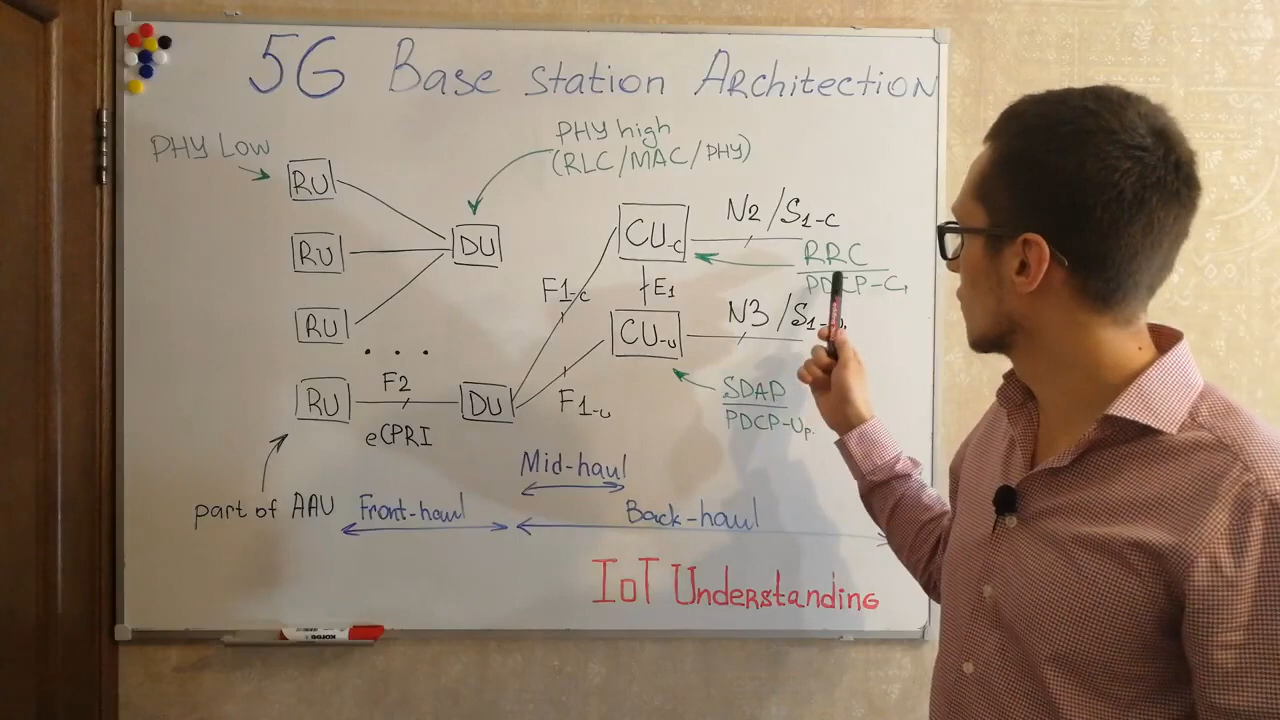 5G Base station Architection
PHY Low
PHY high
(RLC/MAC/PHY)
RU
RU
RU
RU
DU
DU
CU-C
CU-U
N2/S1-C
RRC
PDCP-C
F1-C
E1
N3/S1-U
F2
eCPRI
F1-U
SDAP
PDCP-Up.
Mid-haul
part of AAU
Front-haul
Back-haul
IoT Understanding
KORES